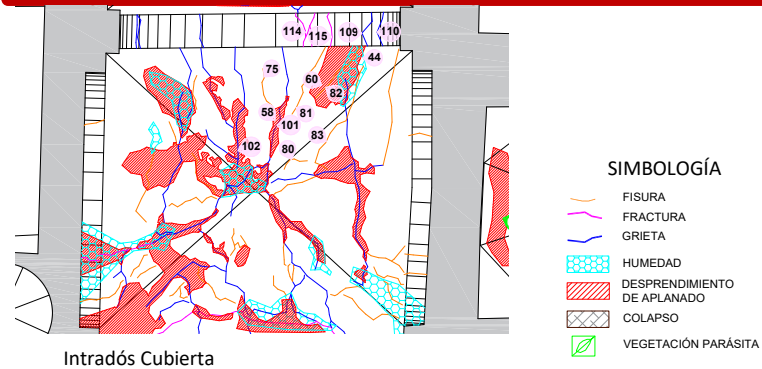 114 115 109 110
44
75
60
82
58 81
101
83
102 80
SIMBOLOGÍA
FISURA
FRACTURA
GRIETA
HUMEDAD
DESPRENDIMIENTO
DE APLANADO
COLAPSO
VEGETACIÓN PARÁSITA
Intradós Cubierta